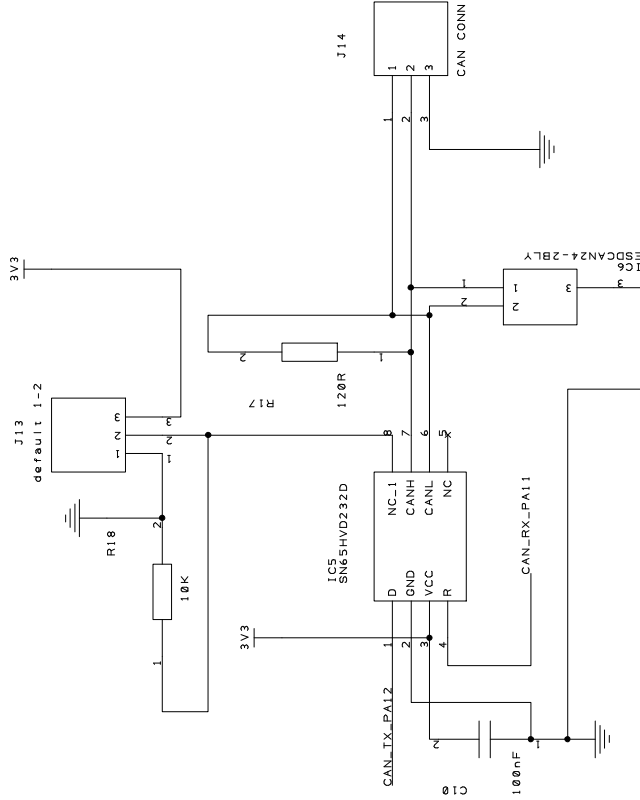 J14
CAN CONN
1
2
3
1
2
3
3V3
ESDCAN24-2BLY
IC6
1
2
1
2
3
3
2
1
R17
120R
J13
default 1-2
3
2
1
3
2
1
8
7
6
5
NC_1
CANH
CANL
NC
IC5
SN65HVD232D
D
GND
VCC
R
1
2
3
4
R18
10K
2
1
3V3
CAN_RX_PA11
CAN_TX_PA12
2
1
C10
100nF